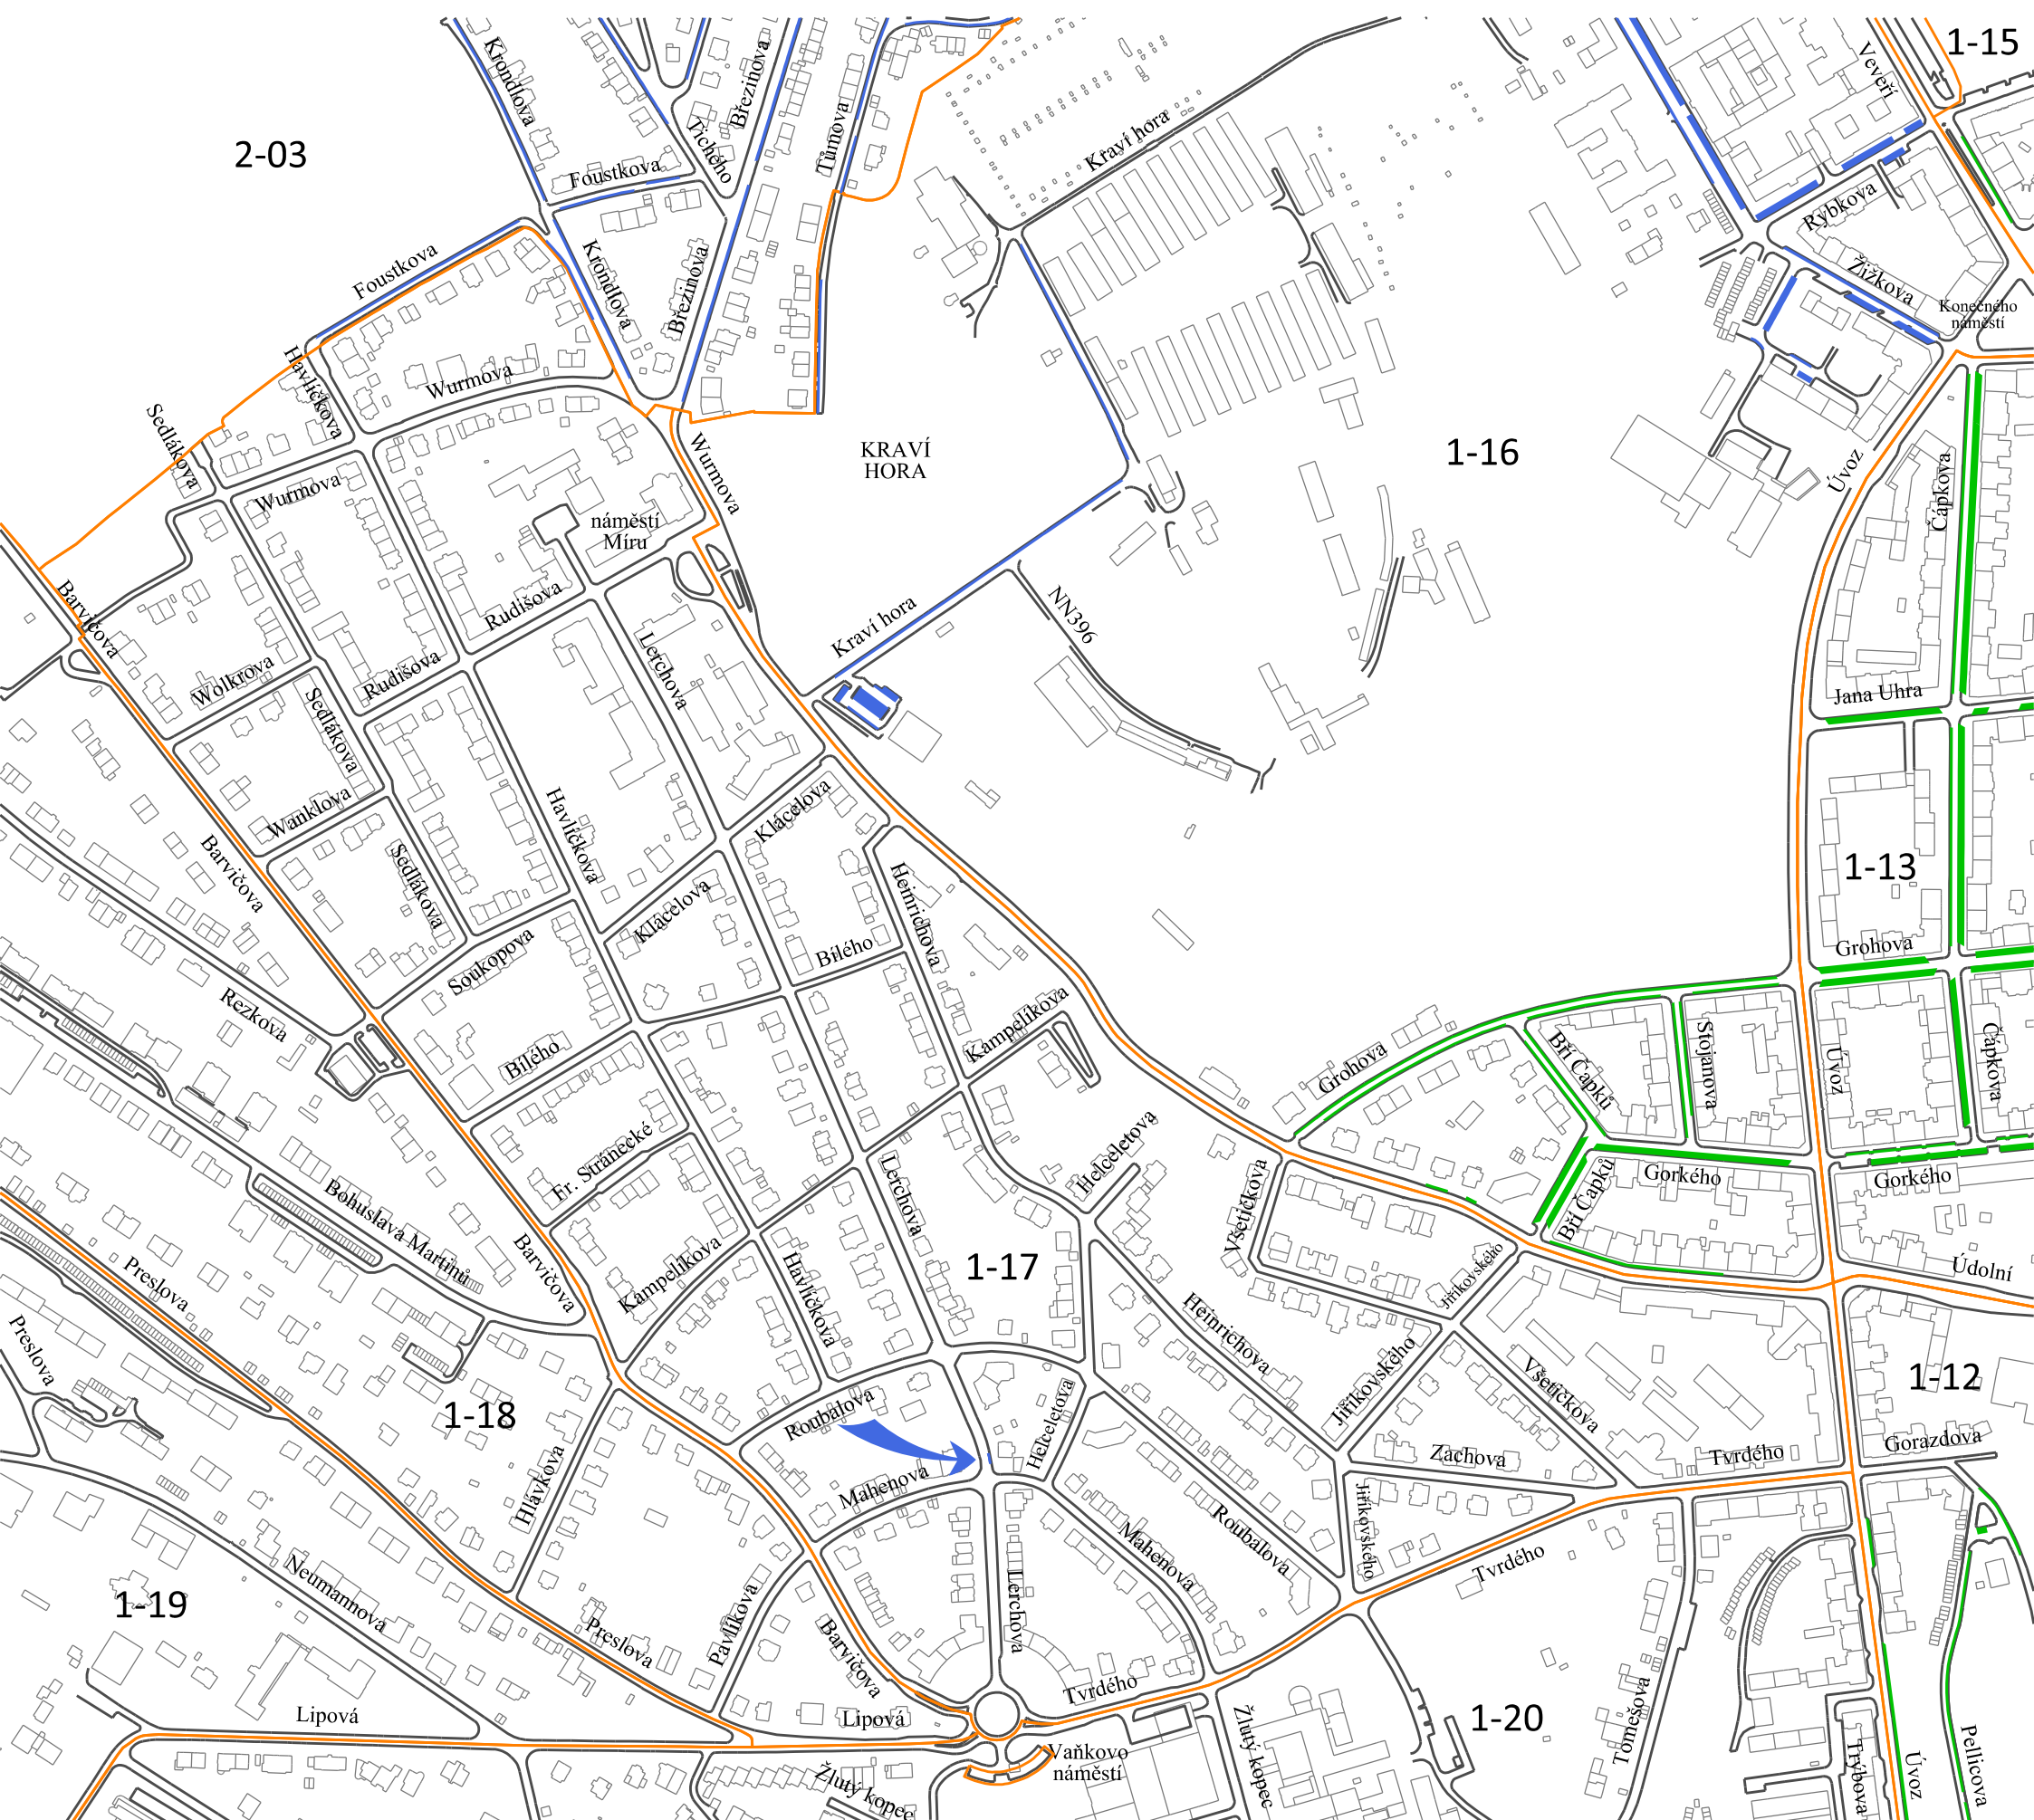 1-15
Veveří
Krondlova
Březinova
Tichého
Tůmova
Kraví hora
2-03
Foustkova
Rybkova
Foustkova
Krondlova
Březinova
Žižkova
Konečného
náměstí
Havlíčkova
Wurmova
Sedlákova
Wurmova
KRAVÍ
HORA
1-16
Úvoz
Čápkova
Wurmova
náměstí
Míru
Barvičova
Rudišova
Kraví hora
NN396
Wolkrova
Rudišova
Lerchova
Jana Uhra
Sedlákova
Wanklova
Havlíčkova
Klácelova
Barvičova
Sedlákova
Klácelova
Heinrichova
1-13
Soukopova
Bílého
Grohova
Rezkova
Bílého
Kampelíkova
Grohova
Bří Čapků
Stojanova
Úvoz
Čápkova
Fr. Stránecké
Helceletova
Lerchova
Všetičkova
Bří Čapků
Gorkého
Gorkého
Bohuslava Martinů
Preslova
Barvičova
Kampelíkova
Havlíčkova
1-17
Jiříkovského
Údolní
Preslova
Heinrichova
Jiříkovského
Všetičkova
1-12
1-18
Roubalova
Helceletova
Zachova
Tvrdého
Gorazdova
Hlávkova
Mahenova
Jiříkovského
Mahenova
Roubalova
Tvrdého
1-19
Neumannova
Lerchova
Pavlíkova
Preslova
Barvičova
Tvrdého
Lipová
Lipová
Žlutý kopec
1-20
Tomešova
Vaňkovo
náměstí
Žlutý kopec
Trýbova
Úvoz
Pellicova